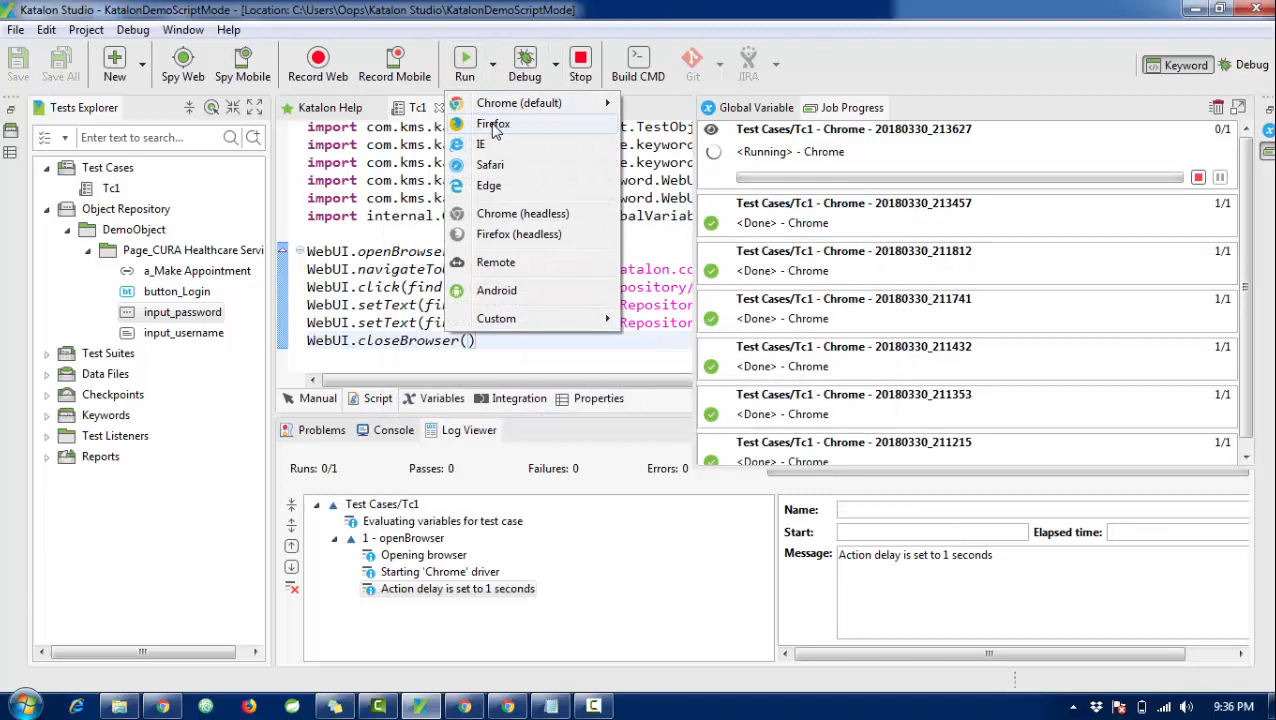 Katalon Studio - KatalonDemoScriptMode - [Location: C:\Users\Oops\Katalon Studio\KatalonDemoScriptMode]
File Edit Project Debug Window Help
Save Save All New Spy Web Spy Mobile Record Web Record Mobile Run Debug Stop Build CMD Git JIRA Keyword Debug
Tests Explorer
Enter text to search...
Test Cases
Tc1
Object Repository
DemoObject
Page_CURA Healthcare Servi
a_Make Appointment
button_Login
input_password
input_username
Test Suites
Data Files
Checkpoints
Keywords
Test Listeners
Reports
Katalon Help Tc1
import com.kms.ka t.TestObj
import com.kms.ka e.keyword
import com.kms.ka word.WebU
import com.kms.ka word.WebU
import internal. balVariab
WebUI.openBrowser
WebUI.navigateTo atalon.co
WebUI.click(find pository/
WebUI.setText(fi Repositor
WebUI.setText(fi Repositor
WebUI.closeBrowser()
Chrome (default)
Firefox
IE
Safari
Edge
Chrome (headless)
Firefox (headless)
Remote
Android
Custom
Manual Script Variables Integration Properties
Global Variable Job Progress
Test Cases/Tc1 - Chrome - 20180330_213627 0/1
<Running> - Chrome
Test Cases/Tc1 - Chrome - 20180330_213457 1/1
<Done> - Chrome
Test Cases/Tc1 - Chrome - 20180330_211812 1/1
<Done> - Chrome
Test Cases/Tc1 - Chrome - 20180330_211741 1/1
<Done> - Chrome
Test Cases/Tc1 - Chrome - 20180330_211432 1/1
<Done> - Chrome
Test Cases/Tc1 - Chrome - 20180330_211353 1/1
<Done> - Chrome
Test Cases/Tc1 - Chrome - 20180330_211215 1/1
<Done> - Chrome
Problems Console Log Viewer
Runs: 0/1 Passes: 0 Failures: 0 Errors: 0
Test Cases/Tc1
Evaluating variables for test case
1 - openBrowser
Opening browser
Starting 'Chrome' driver
Action delay is set to 1 seconds
Name:
Start: Elapsed time:
Message: Action delay is set to 1 seconds
9:36 PM